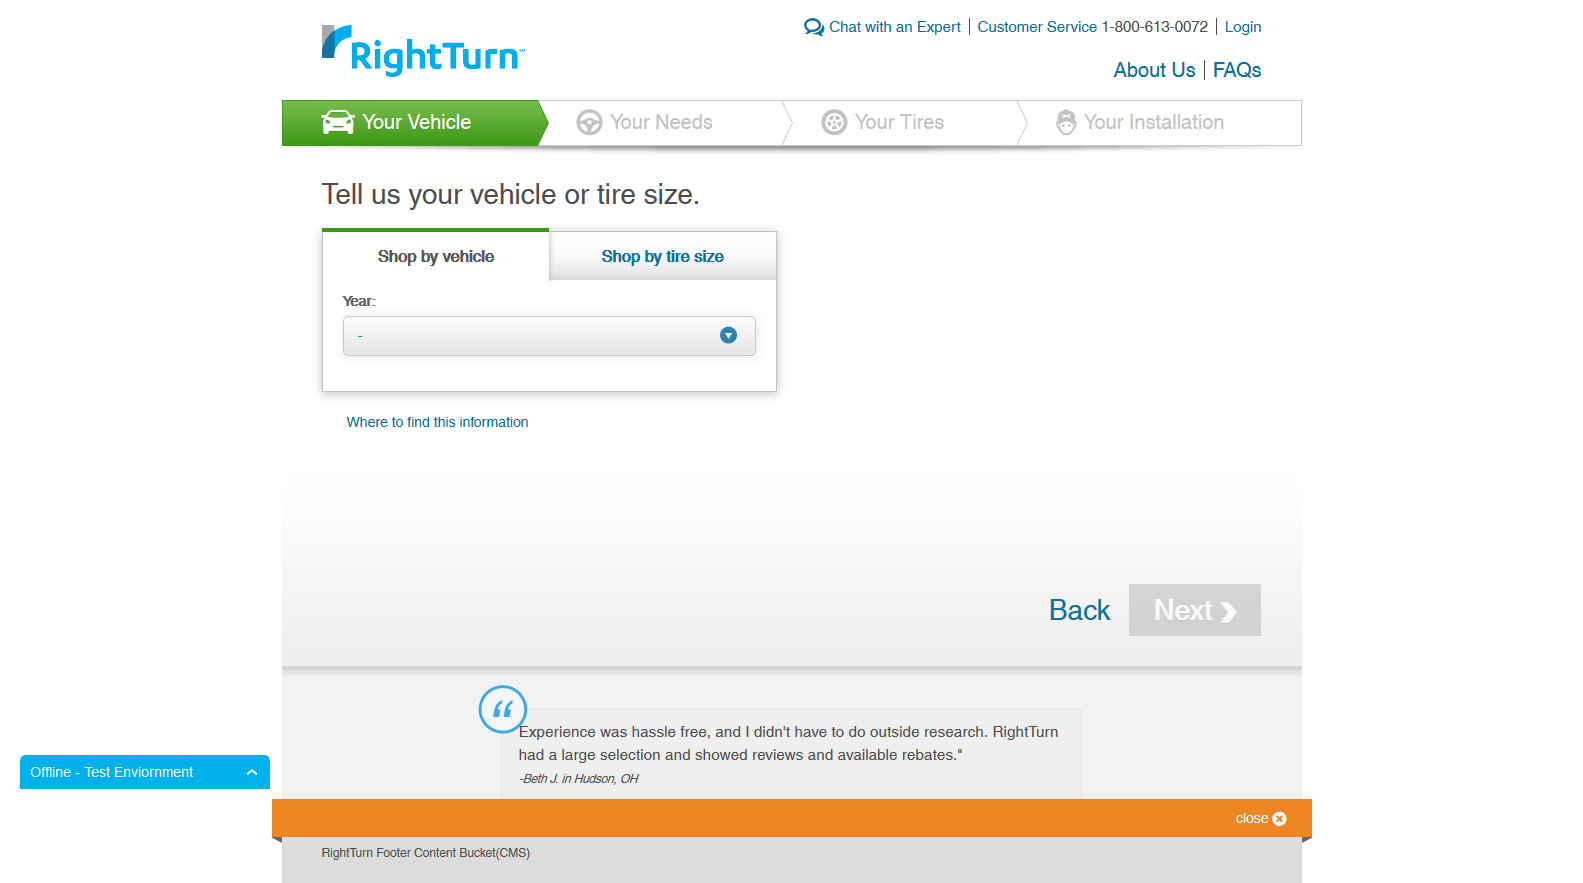 RightTurn™
Chat with an Expert | Customer Service 1-800-613-0072 | Login
About Us | FAQs
Your Vehicle
Your Needs
Your Tires
Your Installation
Tell us your vehicle or tire size.
Shop by vehicle
Shop by tire size
Year:
-
Where to find this information
Back
Next
“
Experience was hassle free, and I didn't have to do outside research. RightTurn
had a large selection and showed reviews and available rebates."
-Beth J. in Hudson, OH
Offline - Test Enviornment
close
RightTurn Footer Content Bucket(CMS)